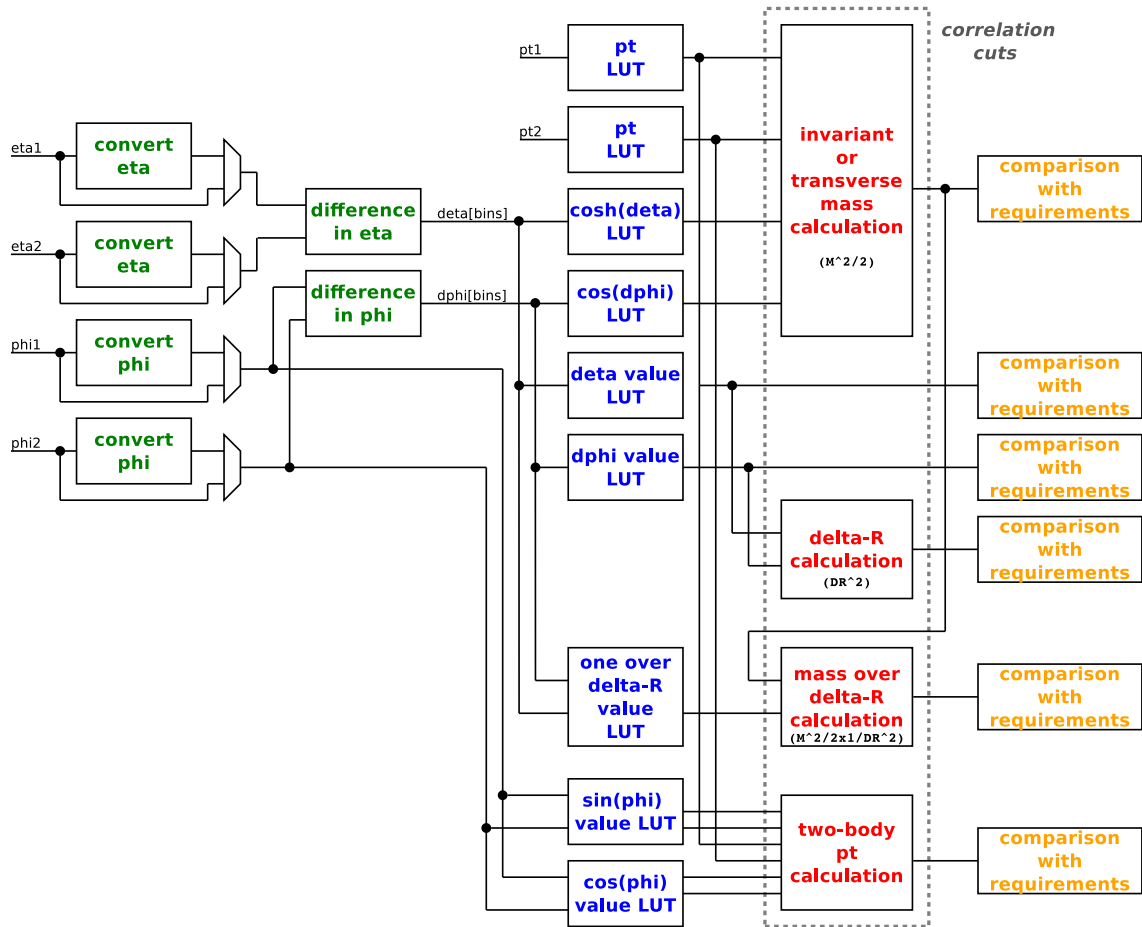 eta1
convert
eta
eta2
convert
eta
phi1
convert
phi
phi2
convert
phi
difference
in eta
difference
in phi
deta[bins]
dphi[bins]
pt1
pt
LUT
pt2
pt
LUT
cosh(deta)
LUT
cos(dphi)
LUT
deta value
LUT
dphi value
LUT
one over
delta-R
value
LUT
sin(phi)
value LUT
cos(phi)
value LUT
correlation
cuts
invariant
or
transverse
mass
calculation
(M^2/2)
delta-R
calculation
(DR^2)
mass over
delta-R
calculation
(M^2/2x1/DR^2)
two-body
pt
calculation
comparison
with
requirements
comparison
with
requirements
comparison
with
requirements
comparison
with
requirements
comparison
with
requirements
comparison
with
requirements